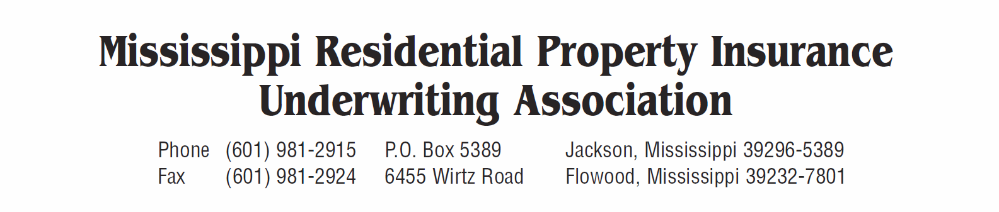 Mississippi Residential Property Insurance
Underwriting Association
Phone (601) 981-2915 P.O. Box 5389 Jackson, Mississippi 39296-5389
Fax (601) 981-2924 6455 Wirtz Road Flowood, Mississippi 39232-7801